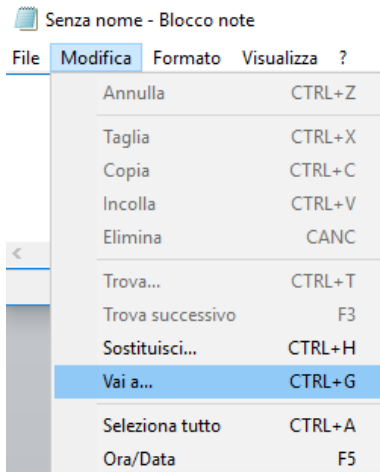 Senza nome - Blocco note
File Modifica Formato Visualizza ?
Annulla CTRL+Z
Taglia CTRL+X
Copia CTRL+C
Incolla CTRL+V
Elimina CANC
Trova... CTRL+T
Trova successivo F3
Sostituisci... CTRL+H
Vai a... CTRL+G
Seleziona tutto CTRL+A
Ora/Data F5